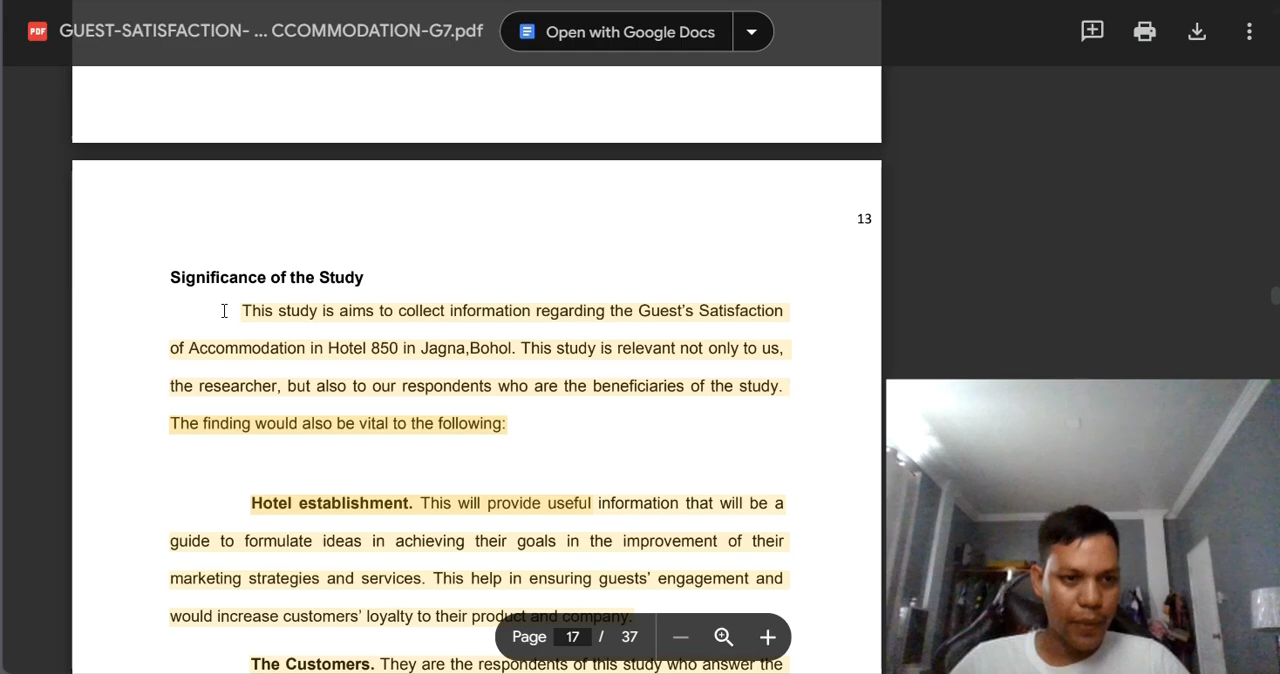 PDF GUEST-SATISFACTION- ... CCOMMODATION-G7.pdf Open with Google Docs
13
Significance of the Study
This study is aims to collect information regarding the Guest’s Satisfaction
of Accommodation in Hotel 850 in Jagna,Bohol. This study is relevant not only to us,
the researcher, but also to our respondents who are the beneficiaries of the study.
The finding would also be vital to the following:
Hotel establishment. This will provide useful information that will be a
guide to formulate ideas in achieving their goals in the improvement of their
marketing strategies and services. This help in ensuring guests’ engagement and
would increase customers’ loyalty to their product and company.
Page 17 / 37
The Customers. They are the respondents of this study who answer the